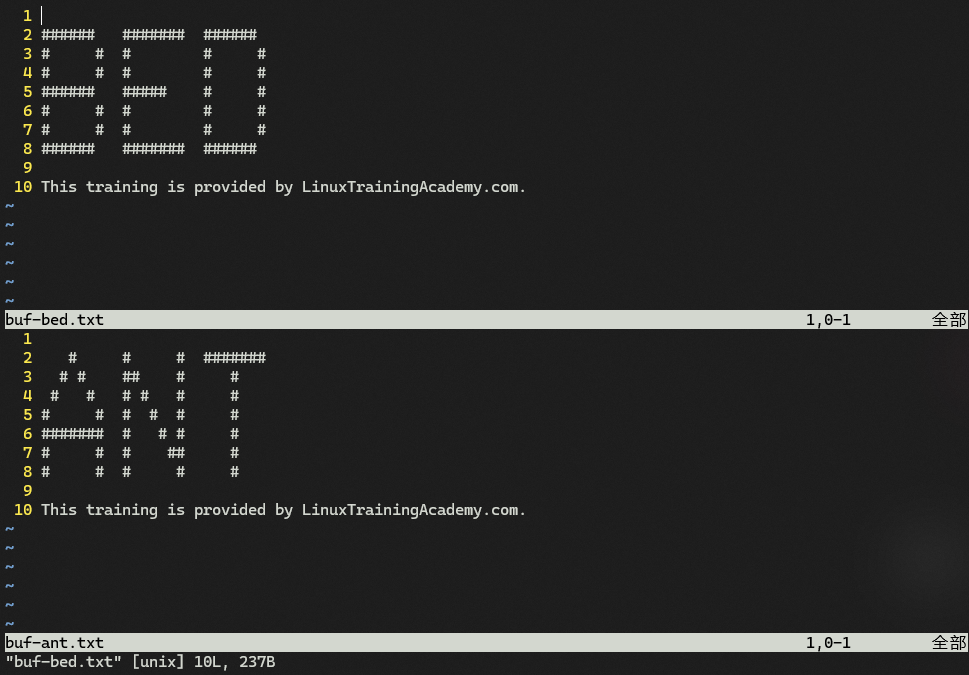 1
2 ######   #######  ######
3 #     #  #        #     #
4 #     #  #        #     #
5 ######   #####    #     #
6 #     #  #        #     #
7 #     #  #        #     #
8 ######   #######  ######
9
10 This training is provided by LinuxTrainingAcademy.com.
~
~
~
~
~
~
buf-bed.txt 1,0-1 全部
1
2    #     #     #  #######
3   # #    ##    #     #
4  #   #   # #   #     #
5 #     #  #  #  #     #
6 #######  #   # #     #
7 #     #  #    ##     #
8 #     #  #     #     #
9
10 This training is provided by LinuxTrainingAcademy.com.
~
~
~
~
~
~
buf-ant.txt 1,0-1 全部
"buf-bed.txt" [unix] 10L, 237B